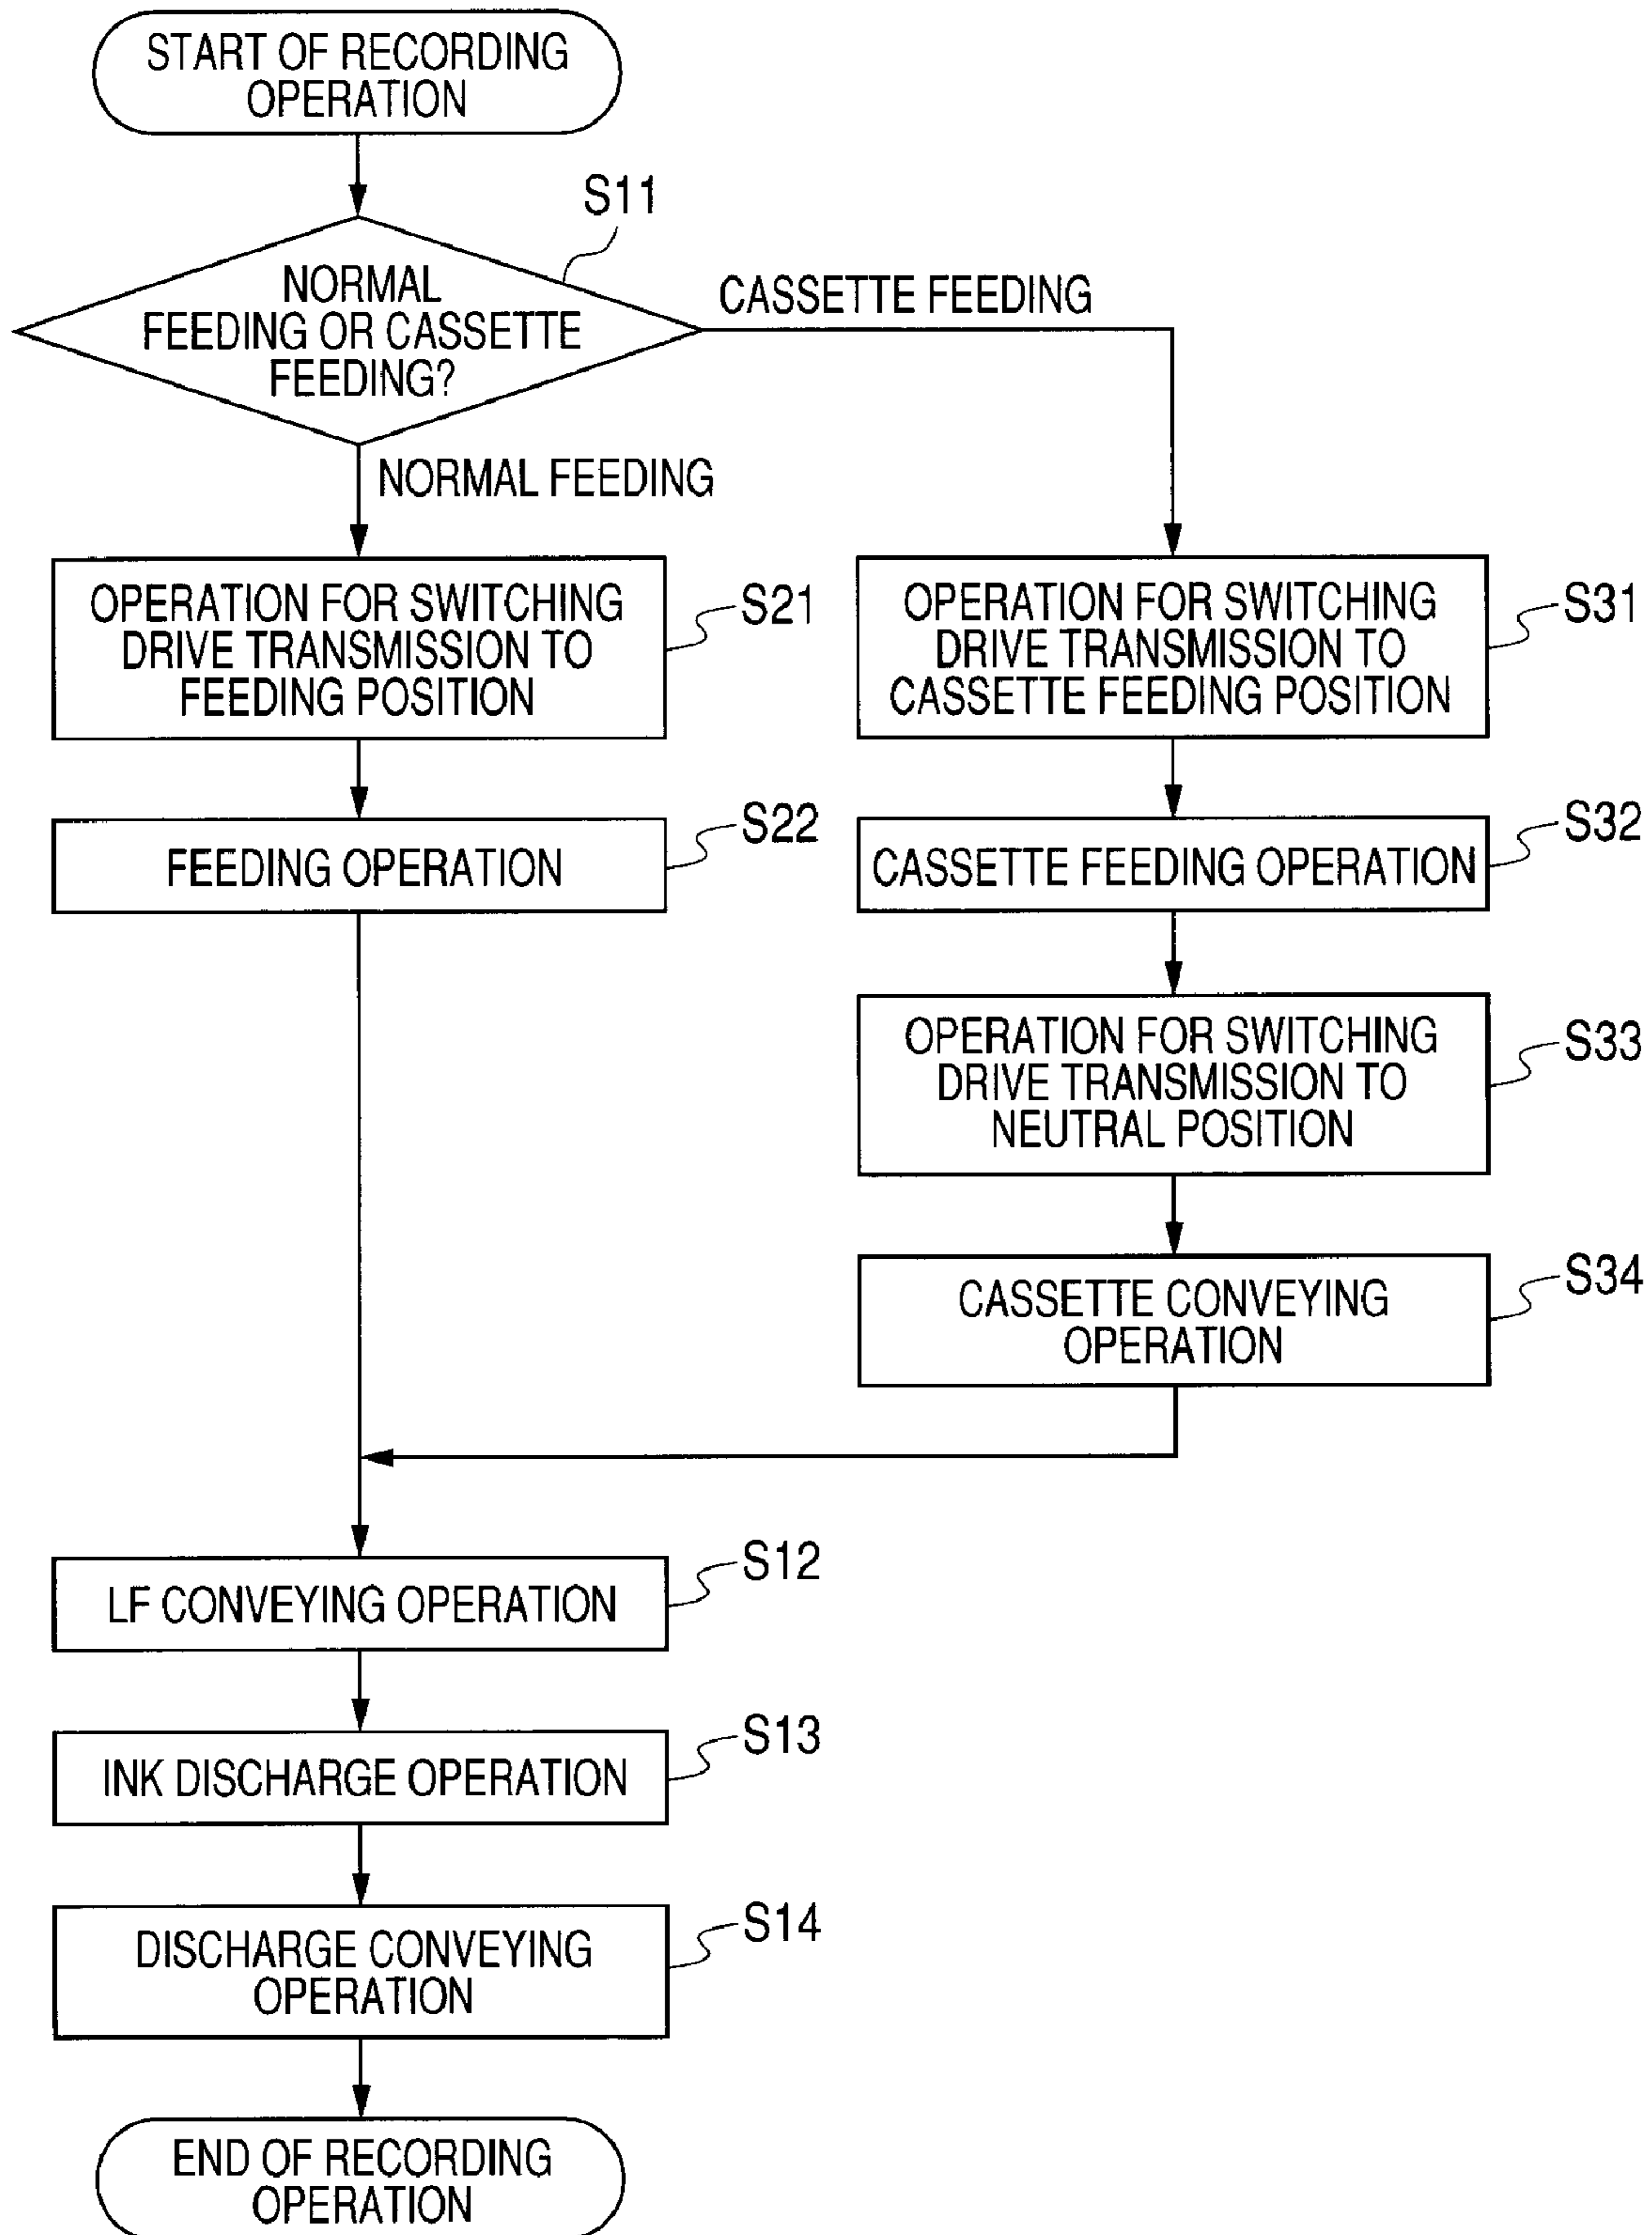 START OF RECORDING
OPERATION
S11
NORMAL
FEEDING OR CASSETTE
FEEDING?
CASSETTE FEEDING
NORMAL FEEDING
OPERATION FOR SWITCHING
DRIVE TRANSMISSION TO
FEEDING POSITION
S21
FEEDING OPERATION
S22
OPERATION FOR SWITCHING
DRIVE TRANSMISSION TO
CASSETTE FEEDING POSITION
S31
CASSETTE FEEDING OPERATION
S32
OPERATION FOR SWITCHING
DRIVE TRANSMISSION TO
NEUTRAL POSITION
S33
CASSETTE CONVEYING
OPERATION
S34
LF CONVEYING OPERATION
S12
INK DISCHARGE OPERATION
S13
DISCHARGE CONVEYING
OPERATION
S14
END OF RECORDING
OPERATION